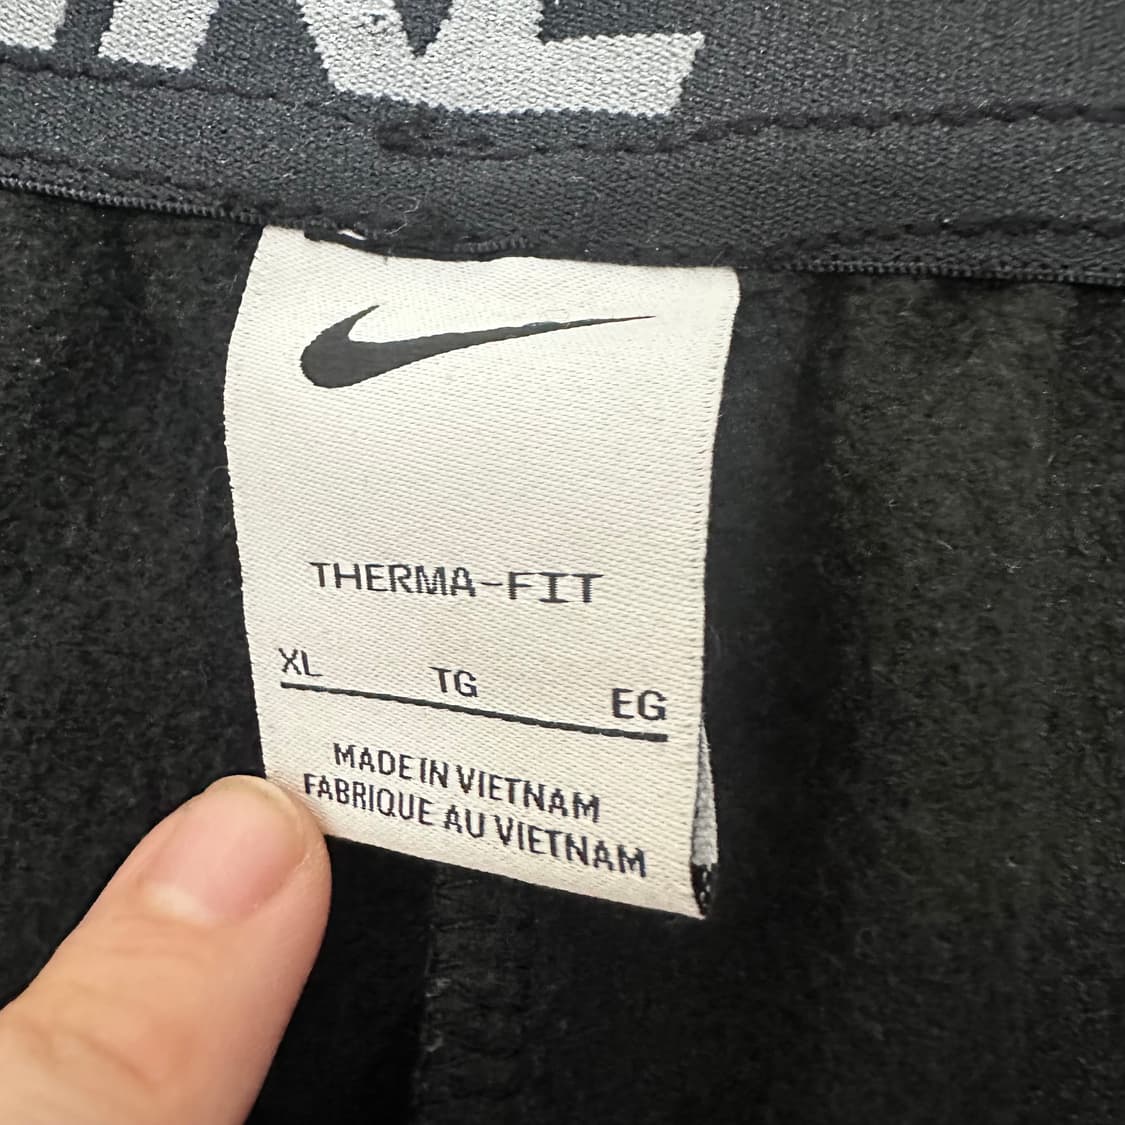 THERMA-FIT
XL TG EG
MADE IN VIETNAM
FABRIQUE AU VIETNAM